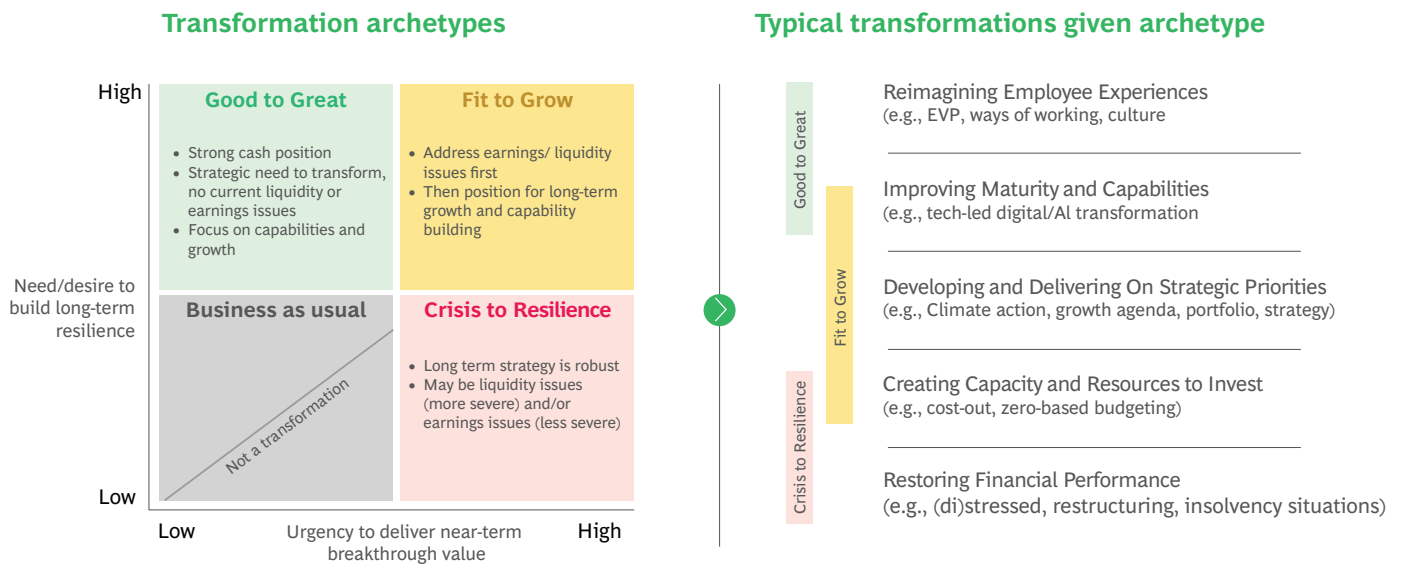 Transformation archetypes
High
Good to Great
• Strong cash position
• Strategic need to transform,
no current liquidity or
earnings issues
• Focus on capabilities and
growth
Fit to Grow
• Address earnings/ liquidity
issues first
• Then position for long-term
growth and capability
building
Need/desire to
build long-term
resilience
Business as usual
Not a transformation
Crisis to Resilience
• Long term strategy is robust
• May be liquidity issues
(more severe) and/or
earnings issues (less severe)
Low
Low
Urgency to deliver near-term
breakthrough value
High
Typical transformations given archetype
Good to Great
Fit to Grow
Crisis to Resilience
Reimagining Employee Experiences
(e.g., EVP, ways of working, culture
Improving Maturity and Capabilities
(e.g., tech-led digital/AI transformation
Developing and Delivering On Strategic Priorities
(e.g., Climate action, growth agenda, portfolio, strategy)
Creating Capacity and Resources to Invest
(e.g., cost-out, zero-based budgeting)
Restoring Financial Performance
(e.g., (di)stressed, restructuring, insolvency situations)